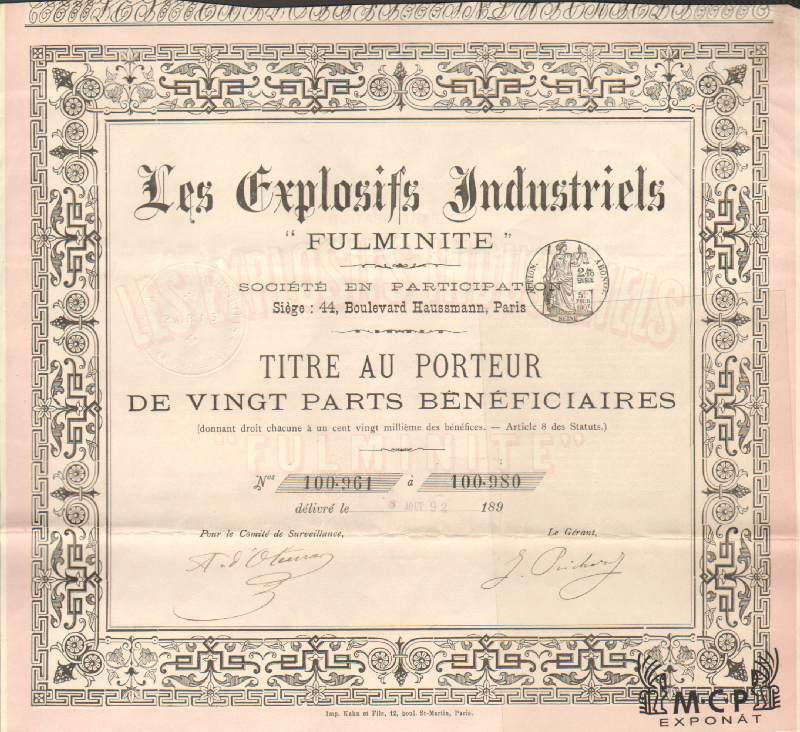 Les Explosifs Industriels
"FULMINITE"
SOCIÉTÉ EN PARTICIPATION
Siège : 44, Boulevard Haussmann, Paris
TITRE AU PORTEUR
DE VINGT PARTS BÉNÉFICIAIRES
(donnant droit chacune à un cent vingt millième des bénéfices. — Article 8 des Statuts.)
"FULMINITE"
Nos 100.961 à 100.980
délivré le AOUT 92 189
Pour le Comité de Surveillance, Le Gérant,
Imp. Kahn et Fils, 12, boul. St-Martin, Paris.
M·C·P
EXPONÁT